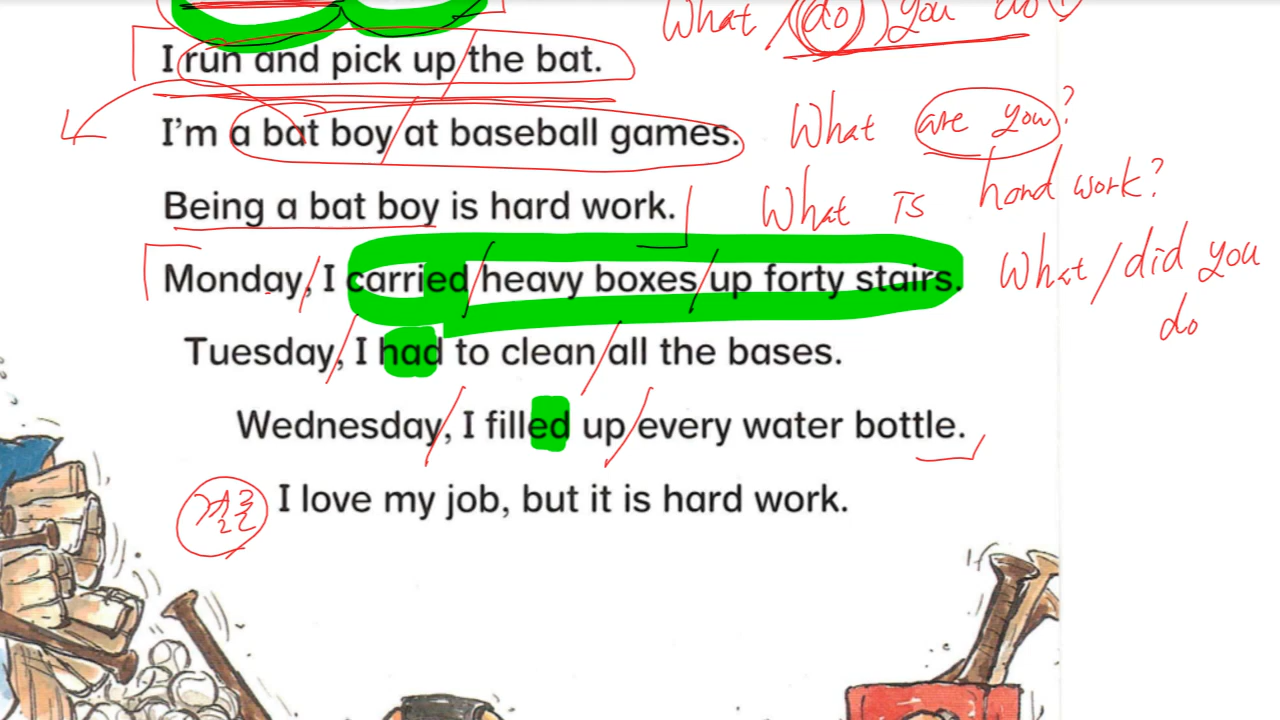 What do you do?
I run and pick up the bat.
I'm a bat boy at baseball games.
What are you?
Being a bat boy is hard work.
What is hard work?
Monday, I carried heavy boxes up forty stairs.
What did you
do
Tuesday, I had to clean all the bases.
Wednesday, I filled up every water bottle.
결론 I love my job, but it is hard work.